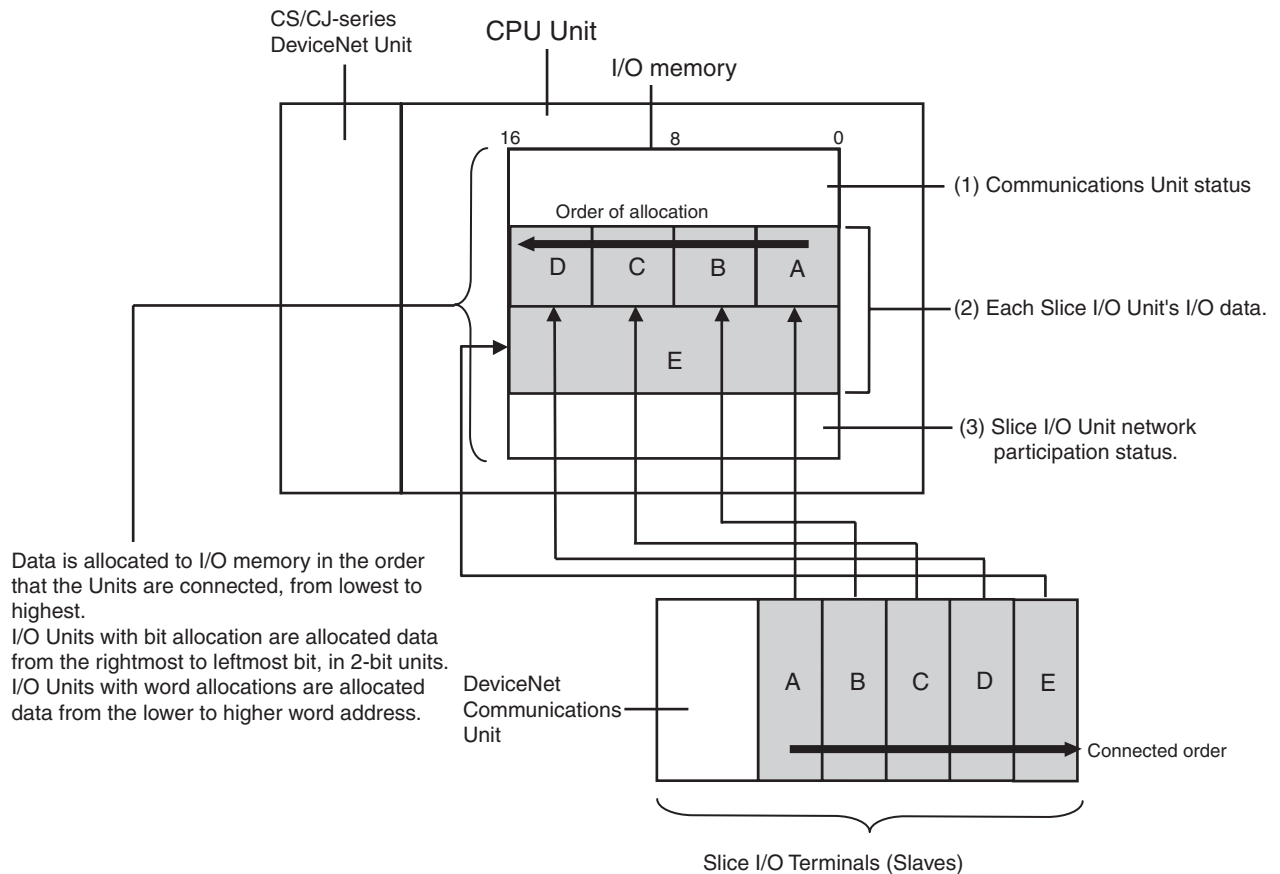 CS/CJ-series
DeviceNet Unit
CPU Unit
I/O memory
16
8
0
(1) Communications Unit status
Order of allocation
D
C
B
A
(2) Each Slice I/O Unit's I/O data.
E
(3) Slice I/O Unit network
participation status.
Data is allocated to I/O memory in the order
that the Units are connected, from lowest to
highest.
I/O Units with bit allocation are allocated data
from the rightmost to leftmost bit, in 2-bit units.
I/O Units with word allocations are allocated
data from the lower to higher word address.
DeviceNet
Communications
Unit
A
B
C
D
E
Connected order
Slice I/O Terminals (Slaves)